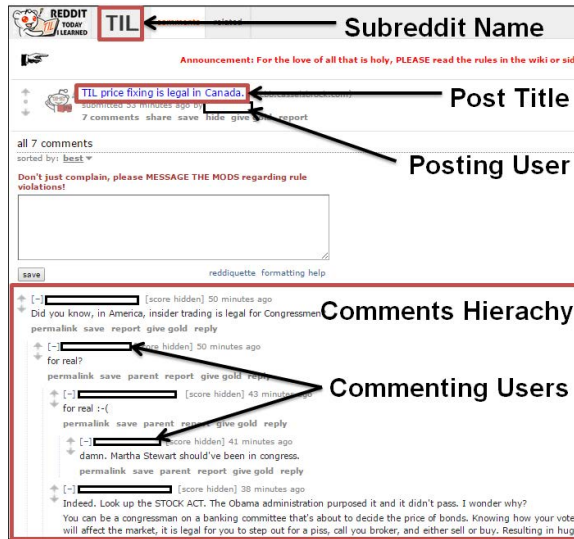 REDDIT
TODAY
I LEARNED
TIL
comments related
Subreddit Name
Announcement: For the love of all that is holy, PLEASE read the rules in the wiki or sid
TIL price fixing is legal in Canada.
Post Title
submitted 53 minutes ago by
7 comments share save hide give gold report
all 7 comments
sorted by: best
Posting User
Don't just complain, please MESSAGE THE MODS regarding rule
violations!
save
reddiquette formatting help
[-] [score hidden] 50 minutes ago
Did you know, in America, insider trading is legal for Congressmen
Comments Hierachy
permalink save report give gold reply
[-] [score hidden] 50 minutes ago
for real?
permalink save parent report give gold reply
[-] [score hidden] 43 minutes ago
Commenting Users
for real :-(
permalink save parent report give gold reply
[-] [score hidden] 41 minutes ago
damn. Martha Stewart should've been in congress.
permalink save parent report give gold reply
[-] [score hidden] 38 minutes ago
Indeed. Look up the STOCK ACT. The Obama administration purposed it and it didn't pass. I wonder why?
You can be a congressman on a banking committee that's about to decide the price of bonds. Knowing how your vote
will affect the market, it is legal for you to step out for a piss, call you broker, and either sell or buy. Resulting in hug